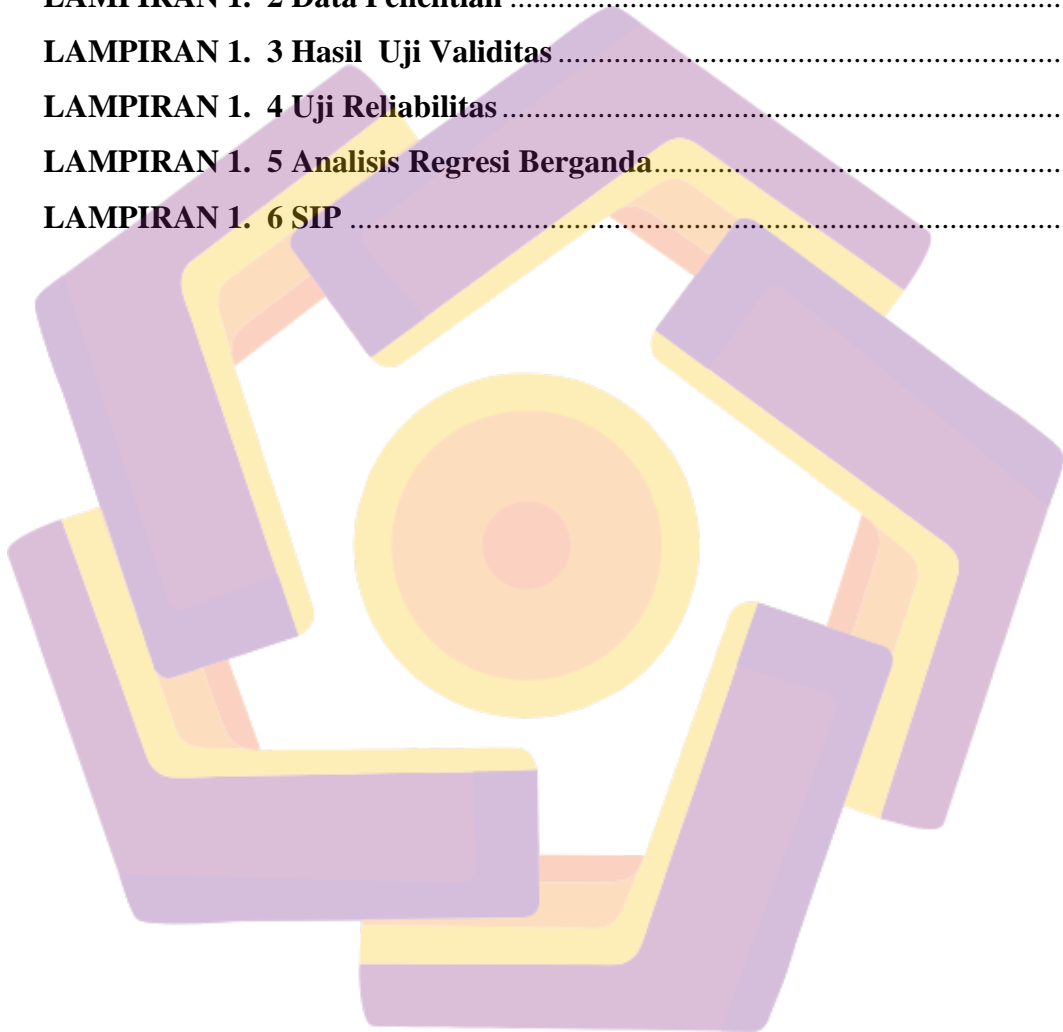 LAMPIRAN 1. 2 Data Penelitian ........................................................................
LAMPIRAN 1. 3 Hasil Uji Validitas ..................................................................
LAMPIRAN 1. 4 Uji Reliabilitas .........................................................................
LAMPIRAN 1. 5 Analisis Regresi Berganda......................................................
LAMPIRAN 1. 6 SIP ...........................................................................................